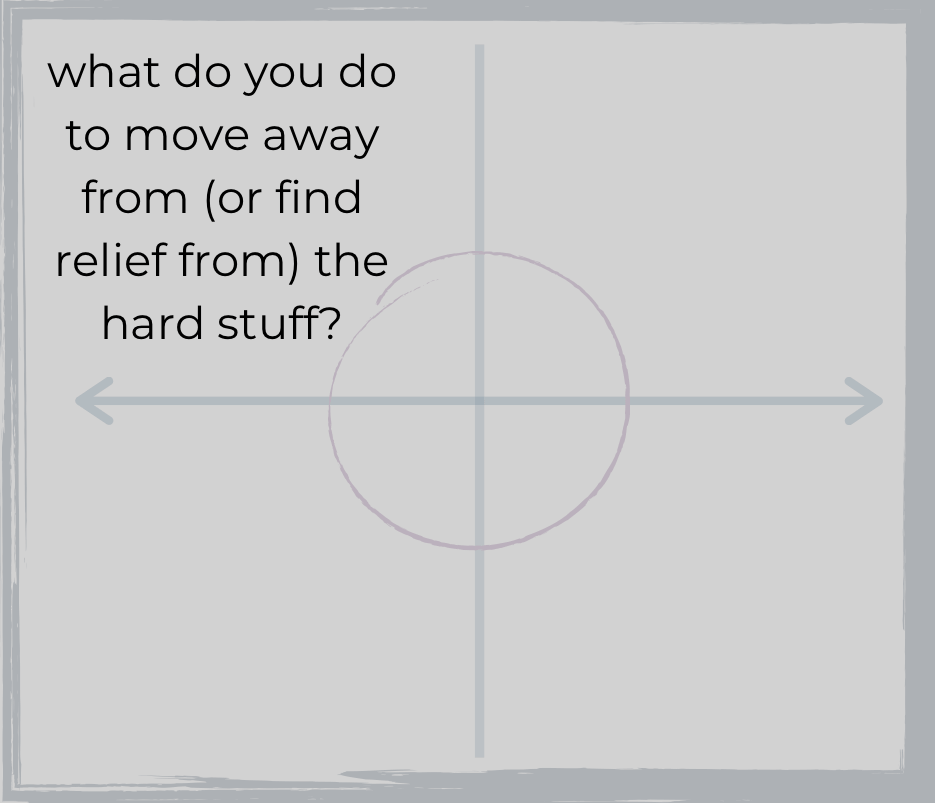 what do you do
to move away
from (or find
relief from) the
hard stuff?